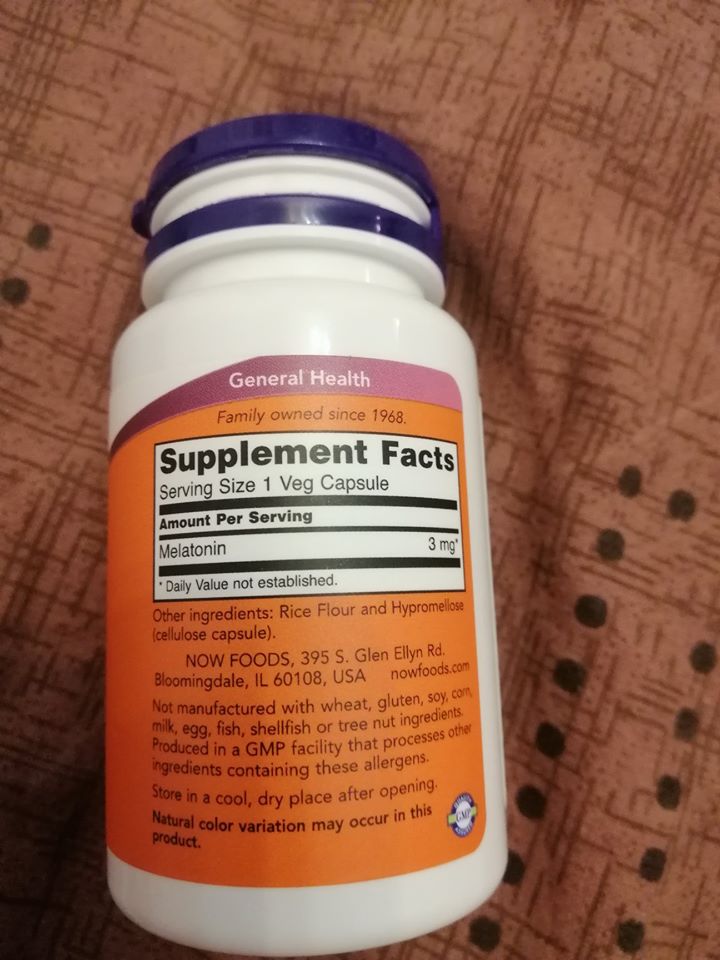 General Health
Family owned since 1968.
Supplement Facts
Serving Size 1 Veg Capsule
Amount Per Serving
Melatonin 3 mg*
* Daily Value not established.
Other ingredients: Rice Flour and Hypromellose
(cellulose capsule).
NOW FOODS, 395 S. Glen Ellyn Rd.
Bloomingdale, IL 60108, USA nowfoods.com
Not manufactured with wheat, gluten, soy, corn,
milk, egg, fish, shellfish or tree nut ingredients.
Produced in a GMP facility that processes other
ingredients containing these allergens.
Store in a cool, dry place after opening.
Natural color variation may occur in this
product.
GMP